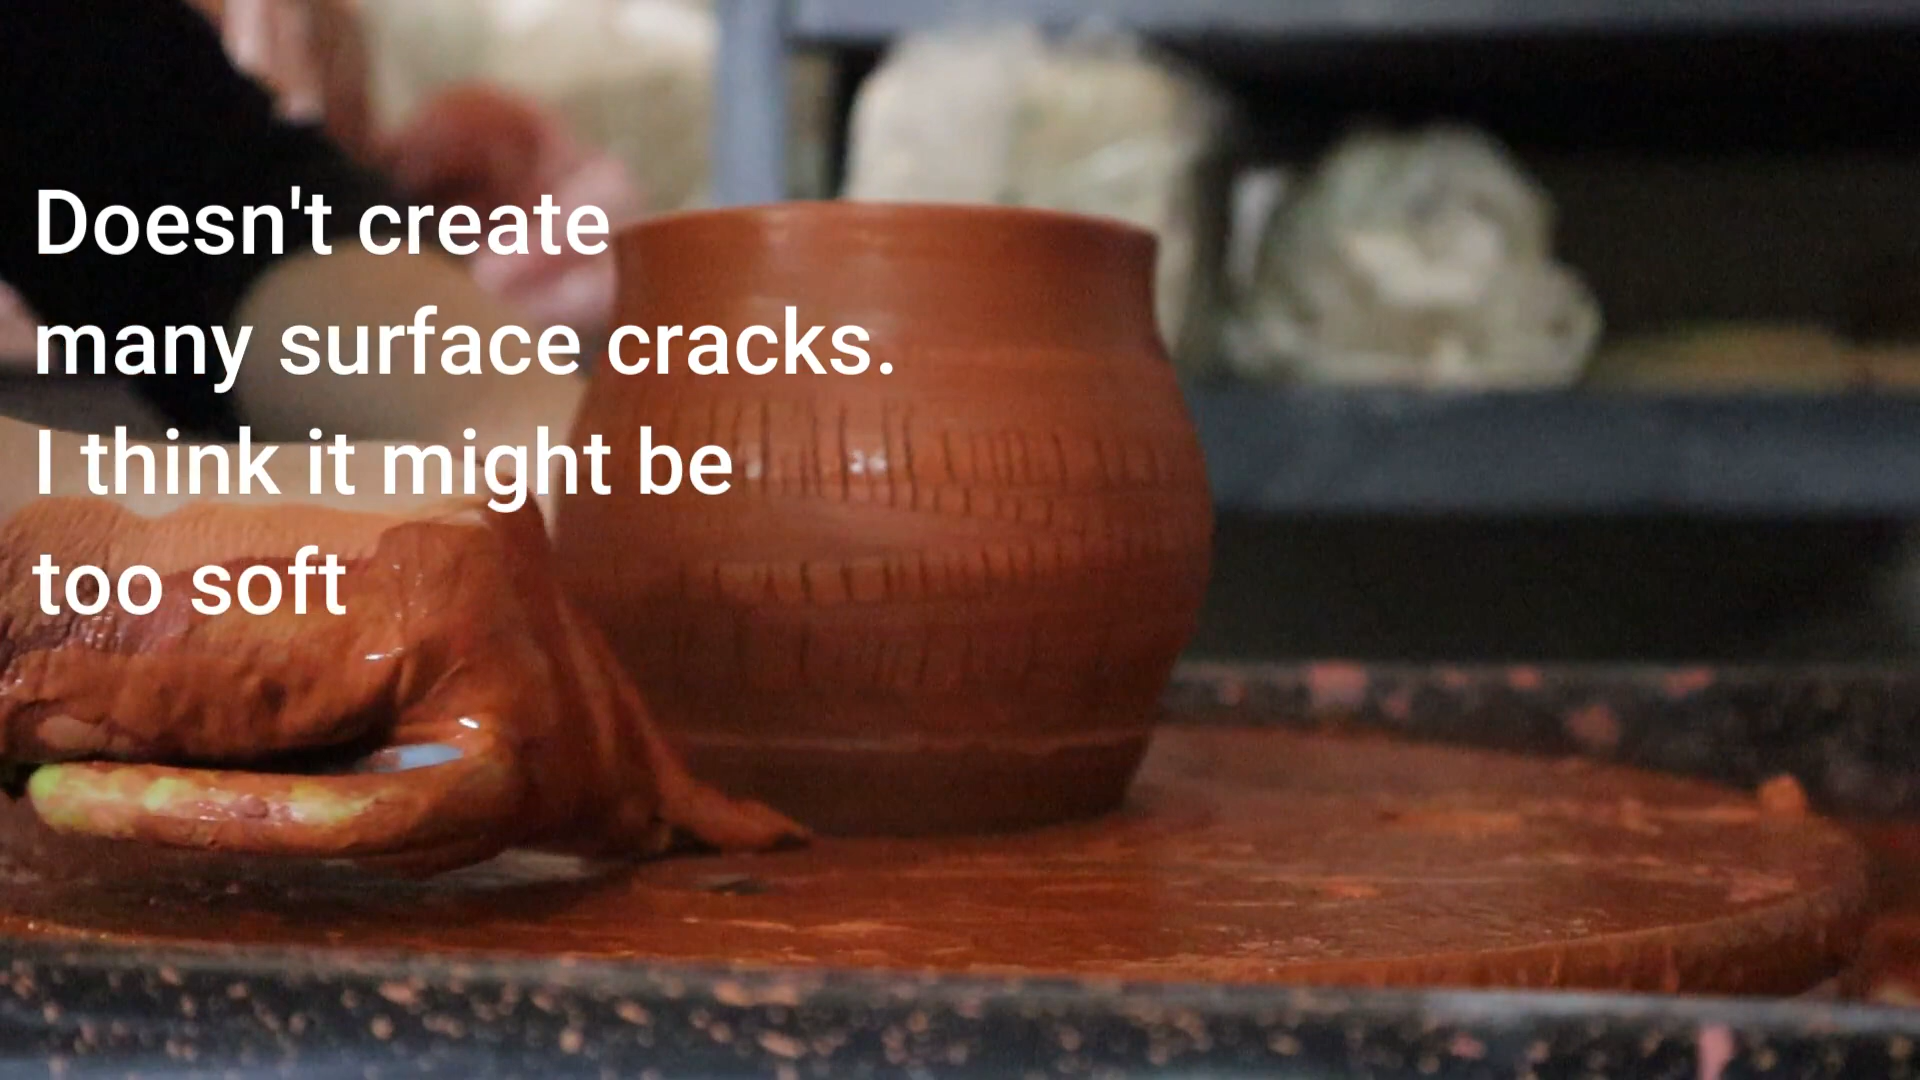 Doesn't create
many surface cracks.
I think it might be
too soft